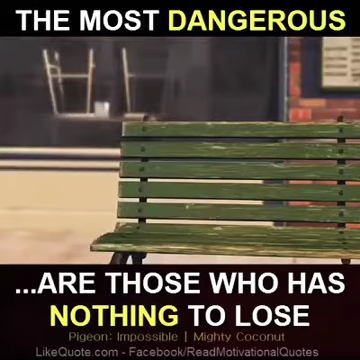 THE MOST DANGEROUS
...ARE THOSE WHO HAS
NOTHING TO LOSE
Pigeon: Impossible | Mighty Coconut
LikeQuote.com - Facebook/ReadMotivationalQuotes